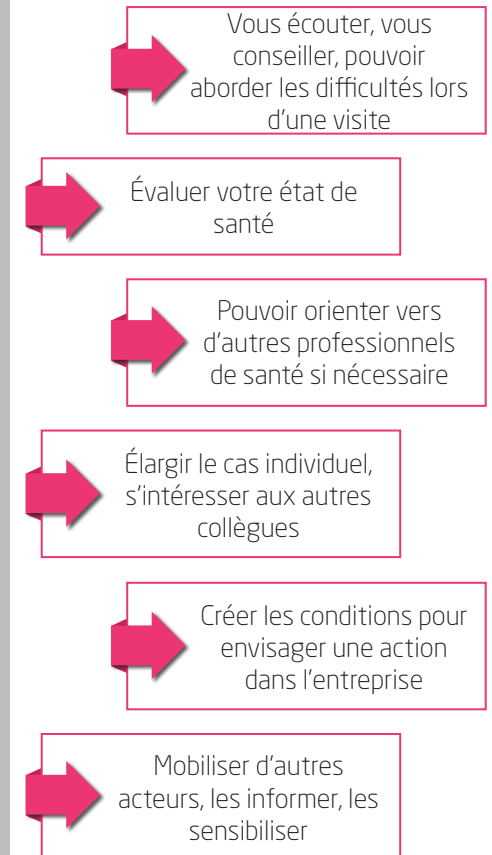 Vous écouter, vous
conseiller, pouvoir
aborder les difficultés lors
d'une visite
Évaluer votre état de
santé
Pouvoir orienter vers
d'autres professionnels
de santé si nécessaire
Élargir le cas individuel,
s'intéresser aux autres
collègues
Créer les conditions pour
envisager une action
dans l'entreprise
Mobiliser d'autres
acteurs, les informer, les
sensibiliser